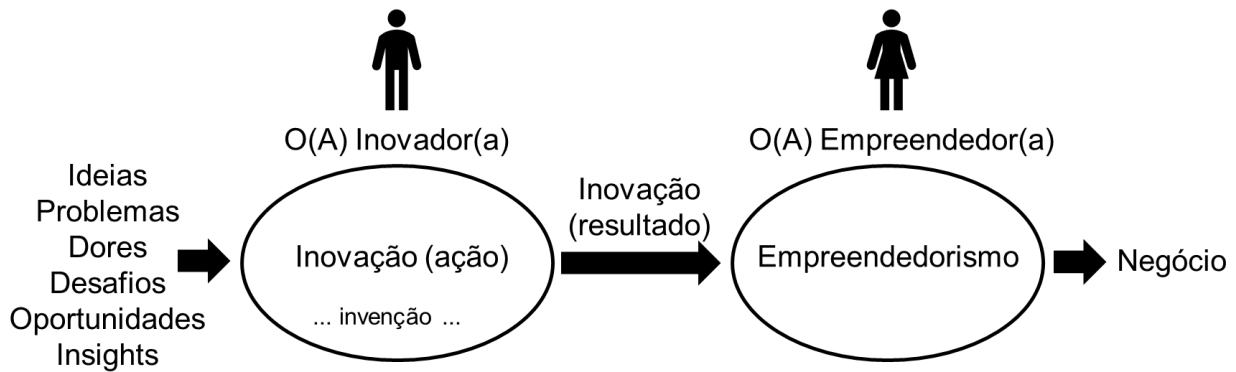 O(A) Inovador(a)
O(A) Empreendedor(a)
Ideias
Problemas
Dores
Desafios
Oportunidades
Insights
Inovação (ação)
... invenção ...
Inovação
(resultado)
Empreendedorismo
Negócio